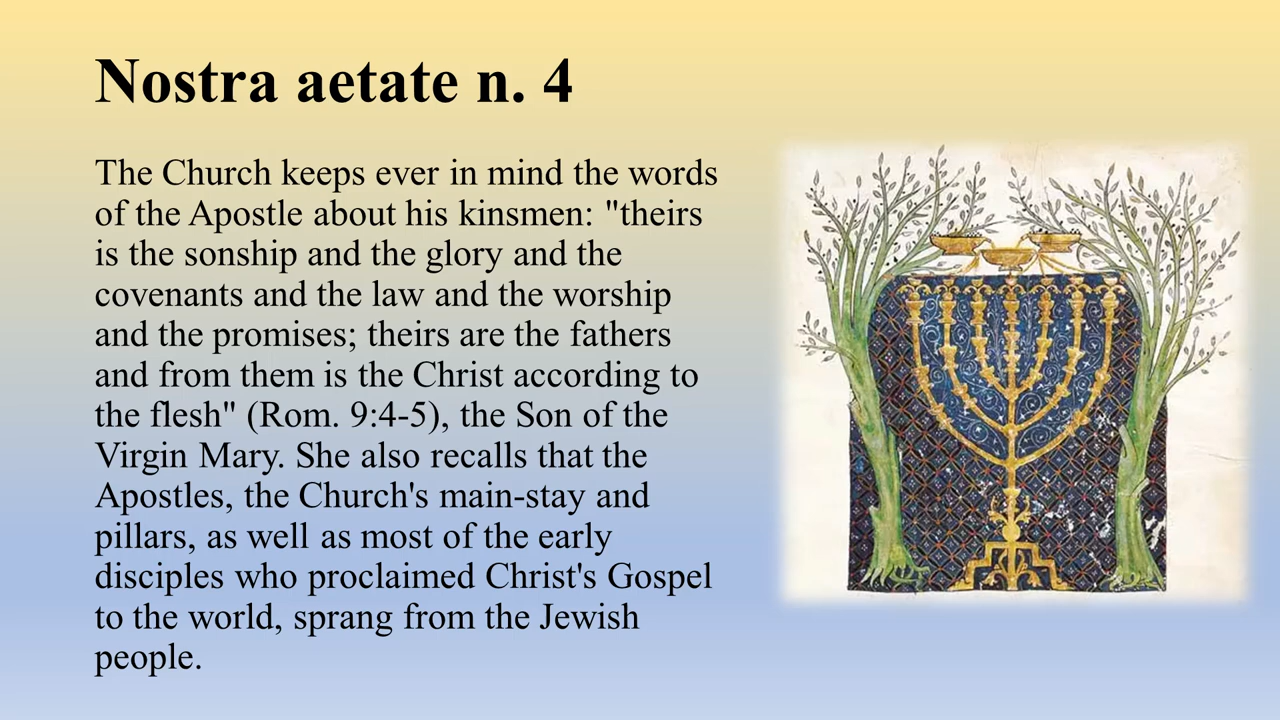 Nostra aetate n. 4
The Church keeps ever in mind the words
of the Apostle about his kinsmen: "theirs
is the sonship and the glory and the
covenants and the law and the worship
and the promises; theirs are the fathers
and from them is the Christ according to
the flesh" (Rom. 9:4-5), the Son of the
Virgin Mary. She also recalls that the
Apostles, the Church's main-stay and
pillars, as well as most of the early
disciples who proclaimed Christ's Gospel
to the world, sprang from the Jewish
people.